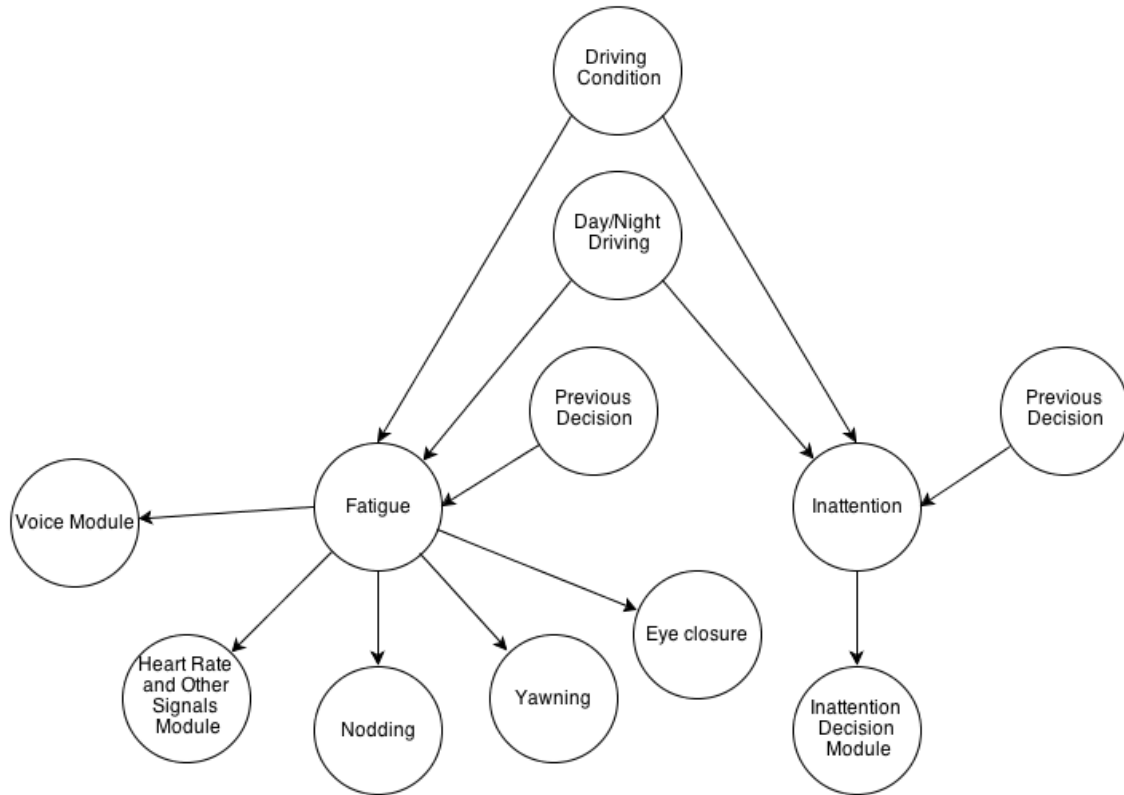 Driving
Condition
Day/Night
Driving
Previous
Decision
Previous
Decision
Fatigue
Inattention
Voice Module
Eye closure
Heart Rate
and Other
Signals
Module
Yawning
Nodding
Inattention
Decision
Module